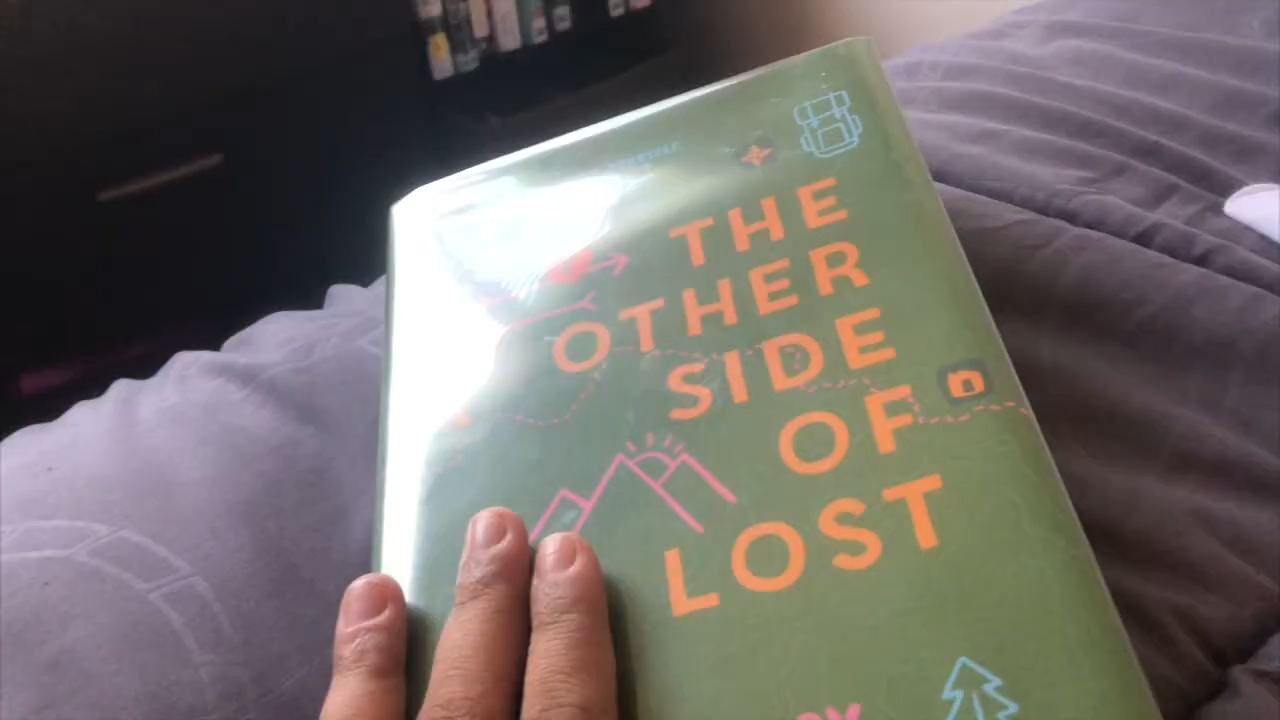 THE
OTHER
SIDE
OF
LOST